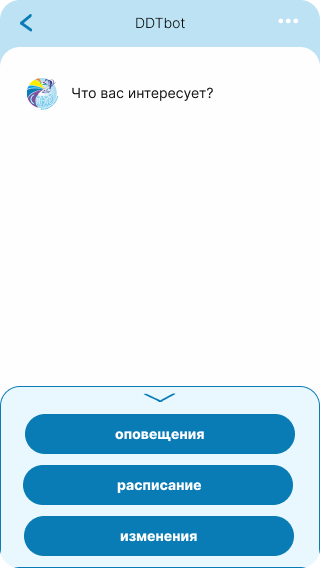 DDTbot
Что вас интересует?
оповещения
расписание
изменения